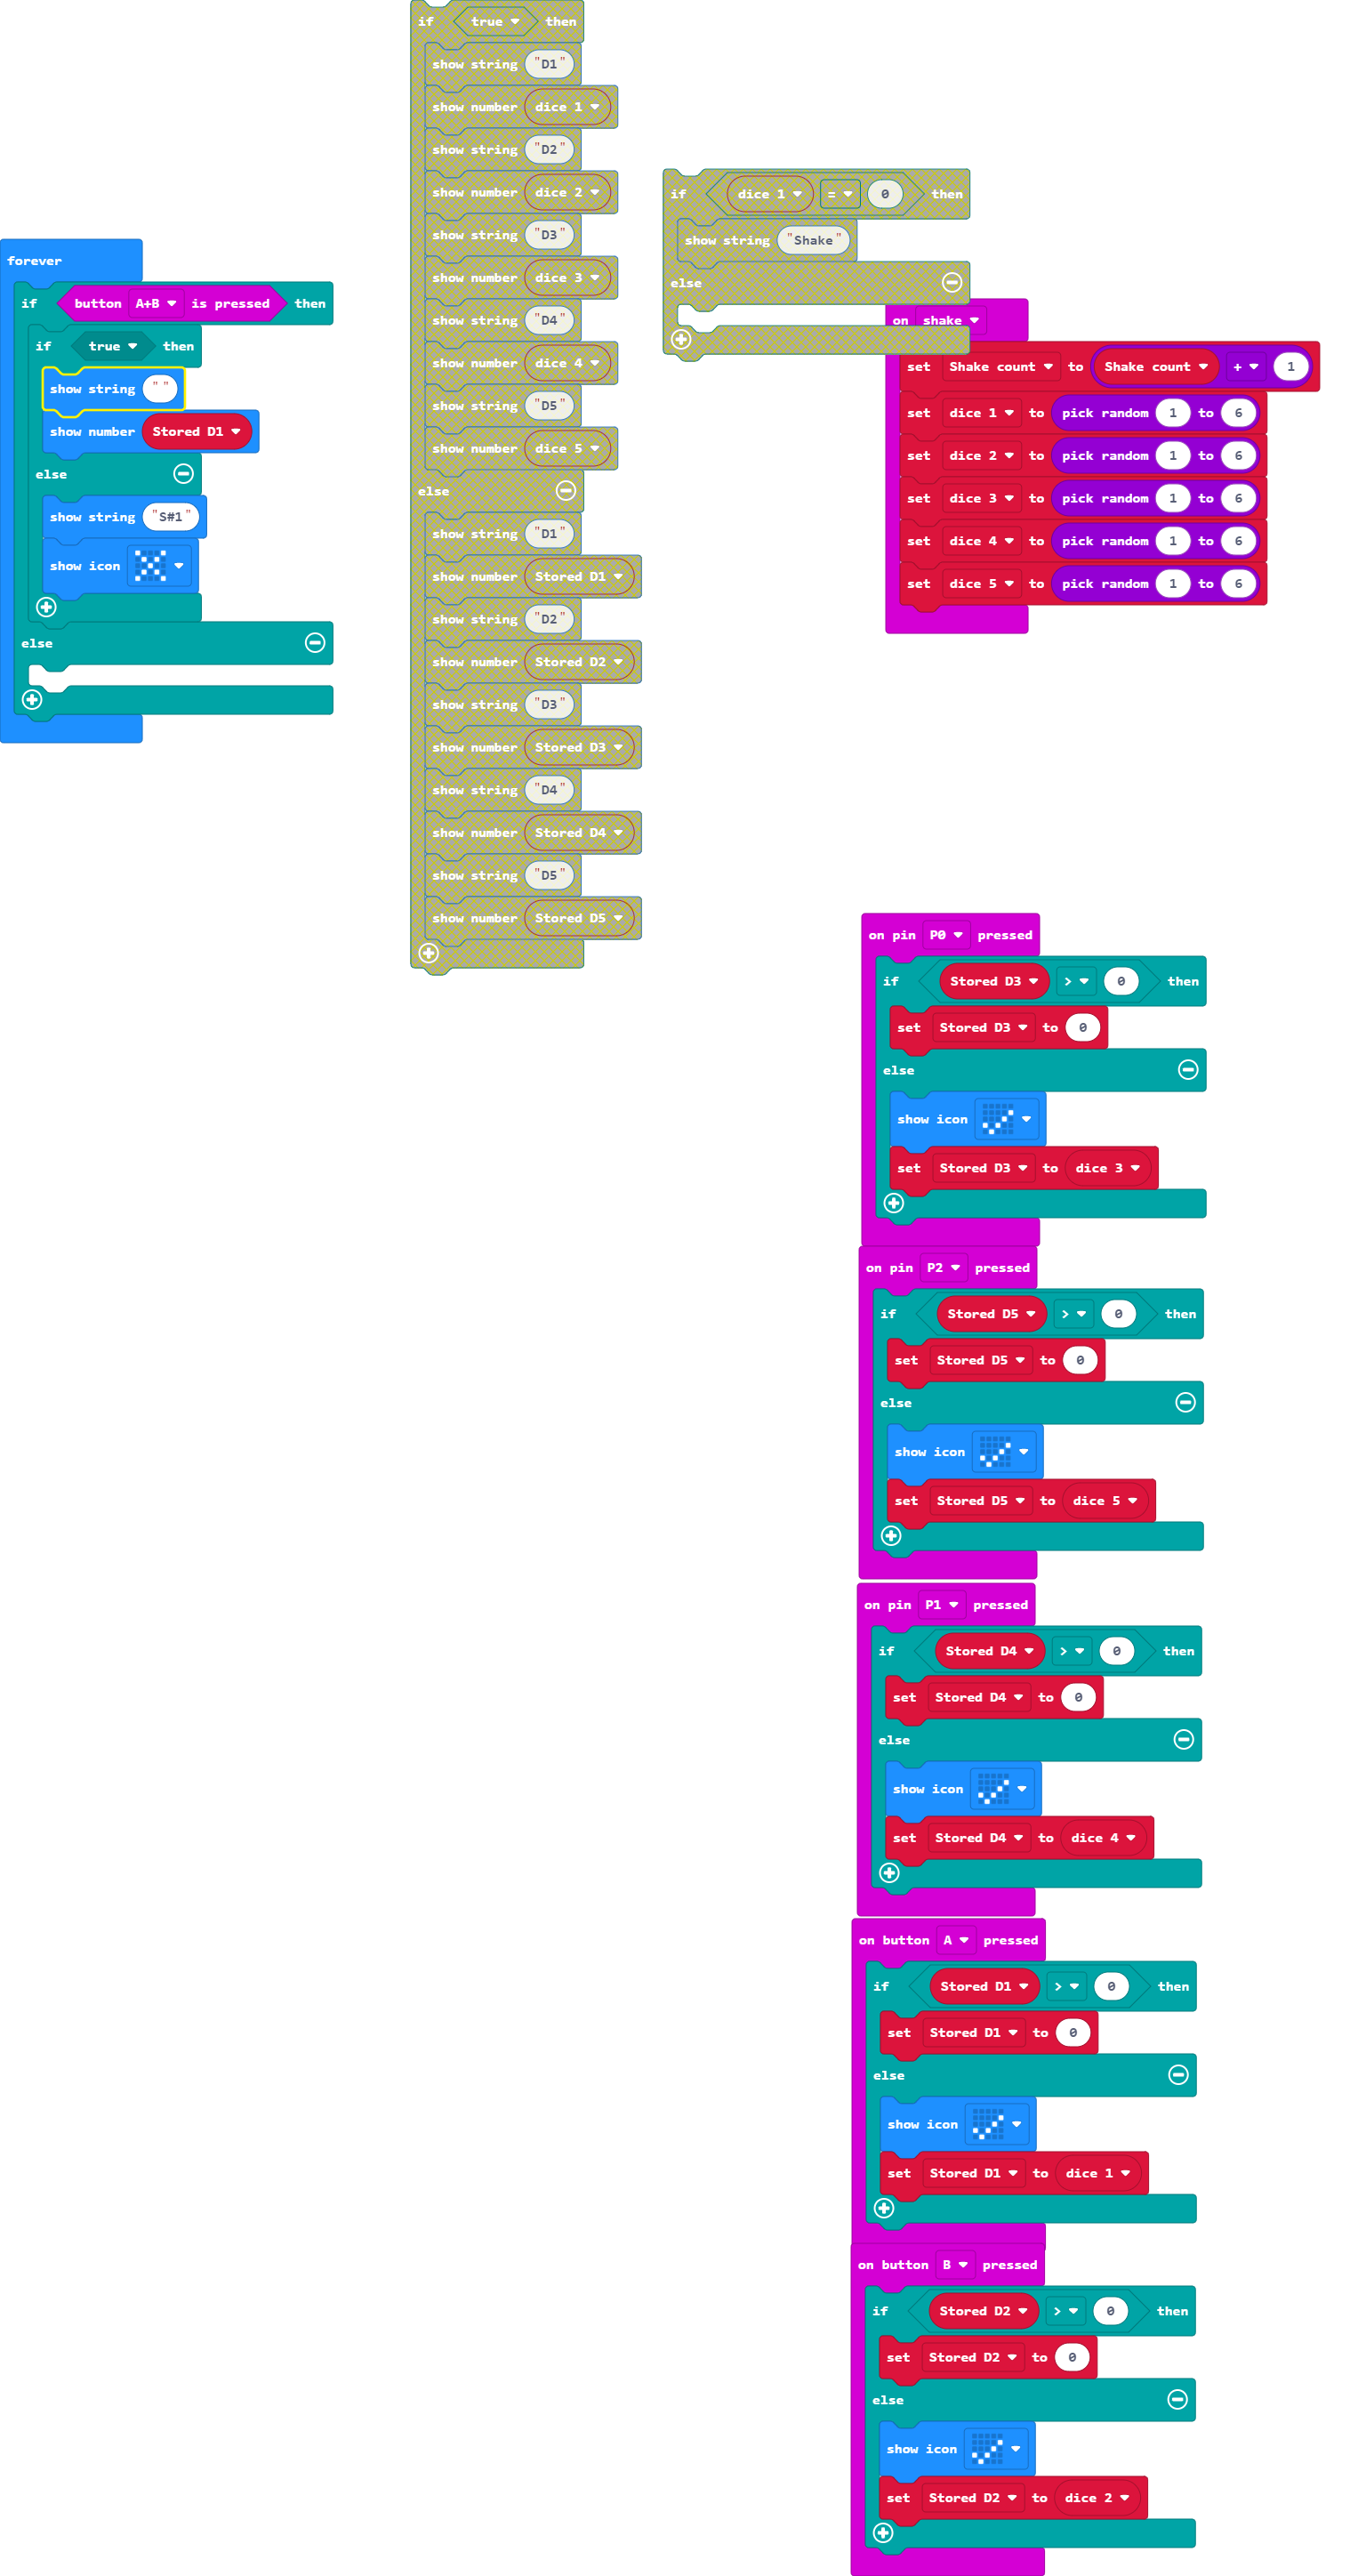 forever
if button A+B is pressed then
if true then
show string " "
show number Stored D1
else
show string "S#1"
show icon
else
if true then
show string "D1"
show number dice 1
show string "D2"
show number dice 2
show string "D3"
show number dice 3
show string "D4"
show number dice 4
show string "D5"
show number dice 5
else
show string "D1"
show number Stored D1
show string "D2"
show number Stored D2
show string "D3"
show number Stored D3
show string "D4"
show number Stored D4
show string "D5"
show number Stored D5
if dice 1 = 0 then
show string "Shake"
else
on shake
set Shake count to Shake count + 1
set dice 1 to pick random 1 to 6
set dice 2 to pick random 1 to 6
set dice 3 to pick random 1 to 6
set dice 4 to pick random 1 to 6
set dice 5 to pick random 1 to 6
on pin P0 pressed
if Stored D3 > 0 then
set Stored D3 to 0
else
show icon
set Stored D3 to dice 3
on pin P2 pressed
if Stored D5 > 0 then
set Stored D5 to 0
else
show icon
set Stored D5 to dice 5
on pin P1 pressed
if Stored D4 > 0 then
set Stored D4 to 0
else
show icon
set Stored D4 to dice 4
on button A pressed
if Stored D1 > 0 then
set Stored D1 to 0
else
show icon
set Stored D1 to dice 1
on button B pressed
if Stored D2 > 0 then
set Stored D2 to 0
else
show icon
set Stored D2 to dice 2